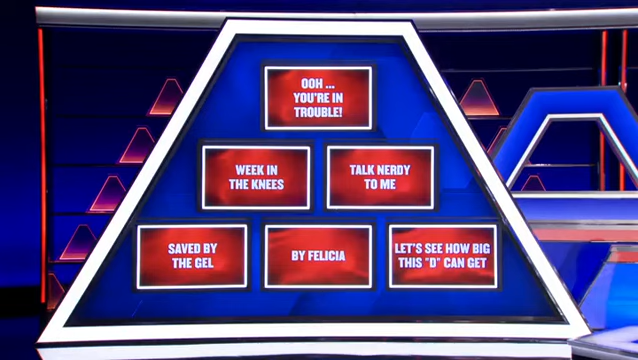 OOH ...
YOU'RE IN
TROUBLE!
WEEK IN
THE KNEES
TALK NERDY
TO ME
SAVED BY
THE GEL
BY FELICIA
LET'S SEE HOW BIG
THIS "D" CAN GET